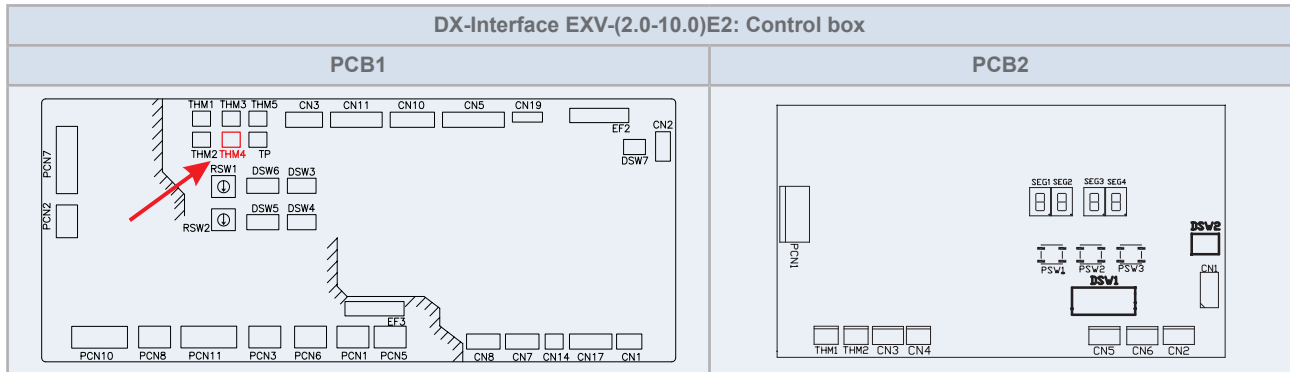 DX-Interface EXV-(2.0-10.0)E2: Control box
PCB1
PCB2
THM1 THM3 THM5 CN3 CN11 CN10 CN5 CN19
EF2
CN2
DSW7
THM2 THM4 TP
PCN7
RSW1 DSW6 DSW3
PCN2
RSW2
DSW5 DSW4
EF3
PCN10 PCN8 PCN11 PCN3 PCN6 PCN1 PCN5
CN8 CN7 CN14 CN17 CN1
SEG1 SEG2 SEG3 SEG4
DSW2
PCN1
PSW1 PSW2 PSW3
CN1
DSW1
THM1 THM2 CN3 CN4
CN5 CN6 CN2